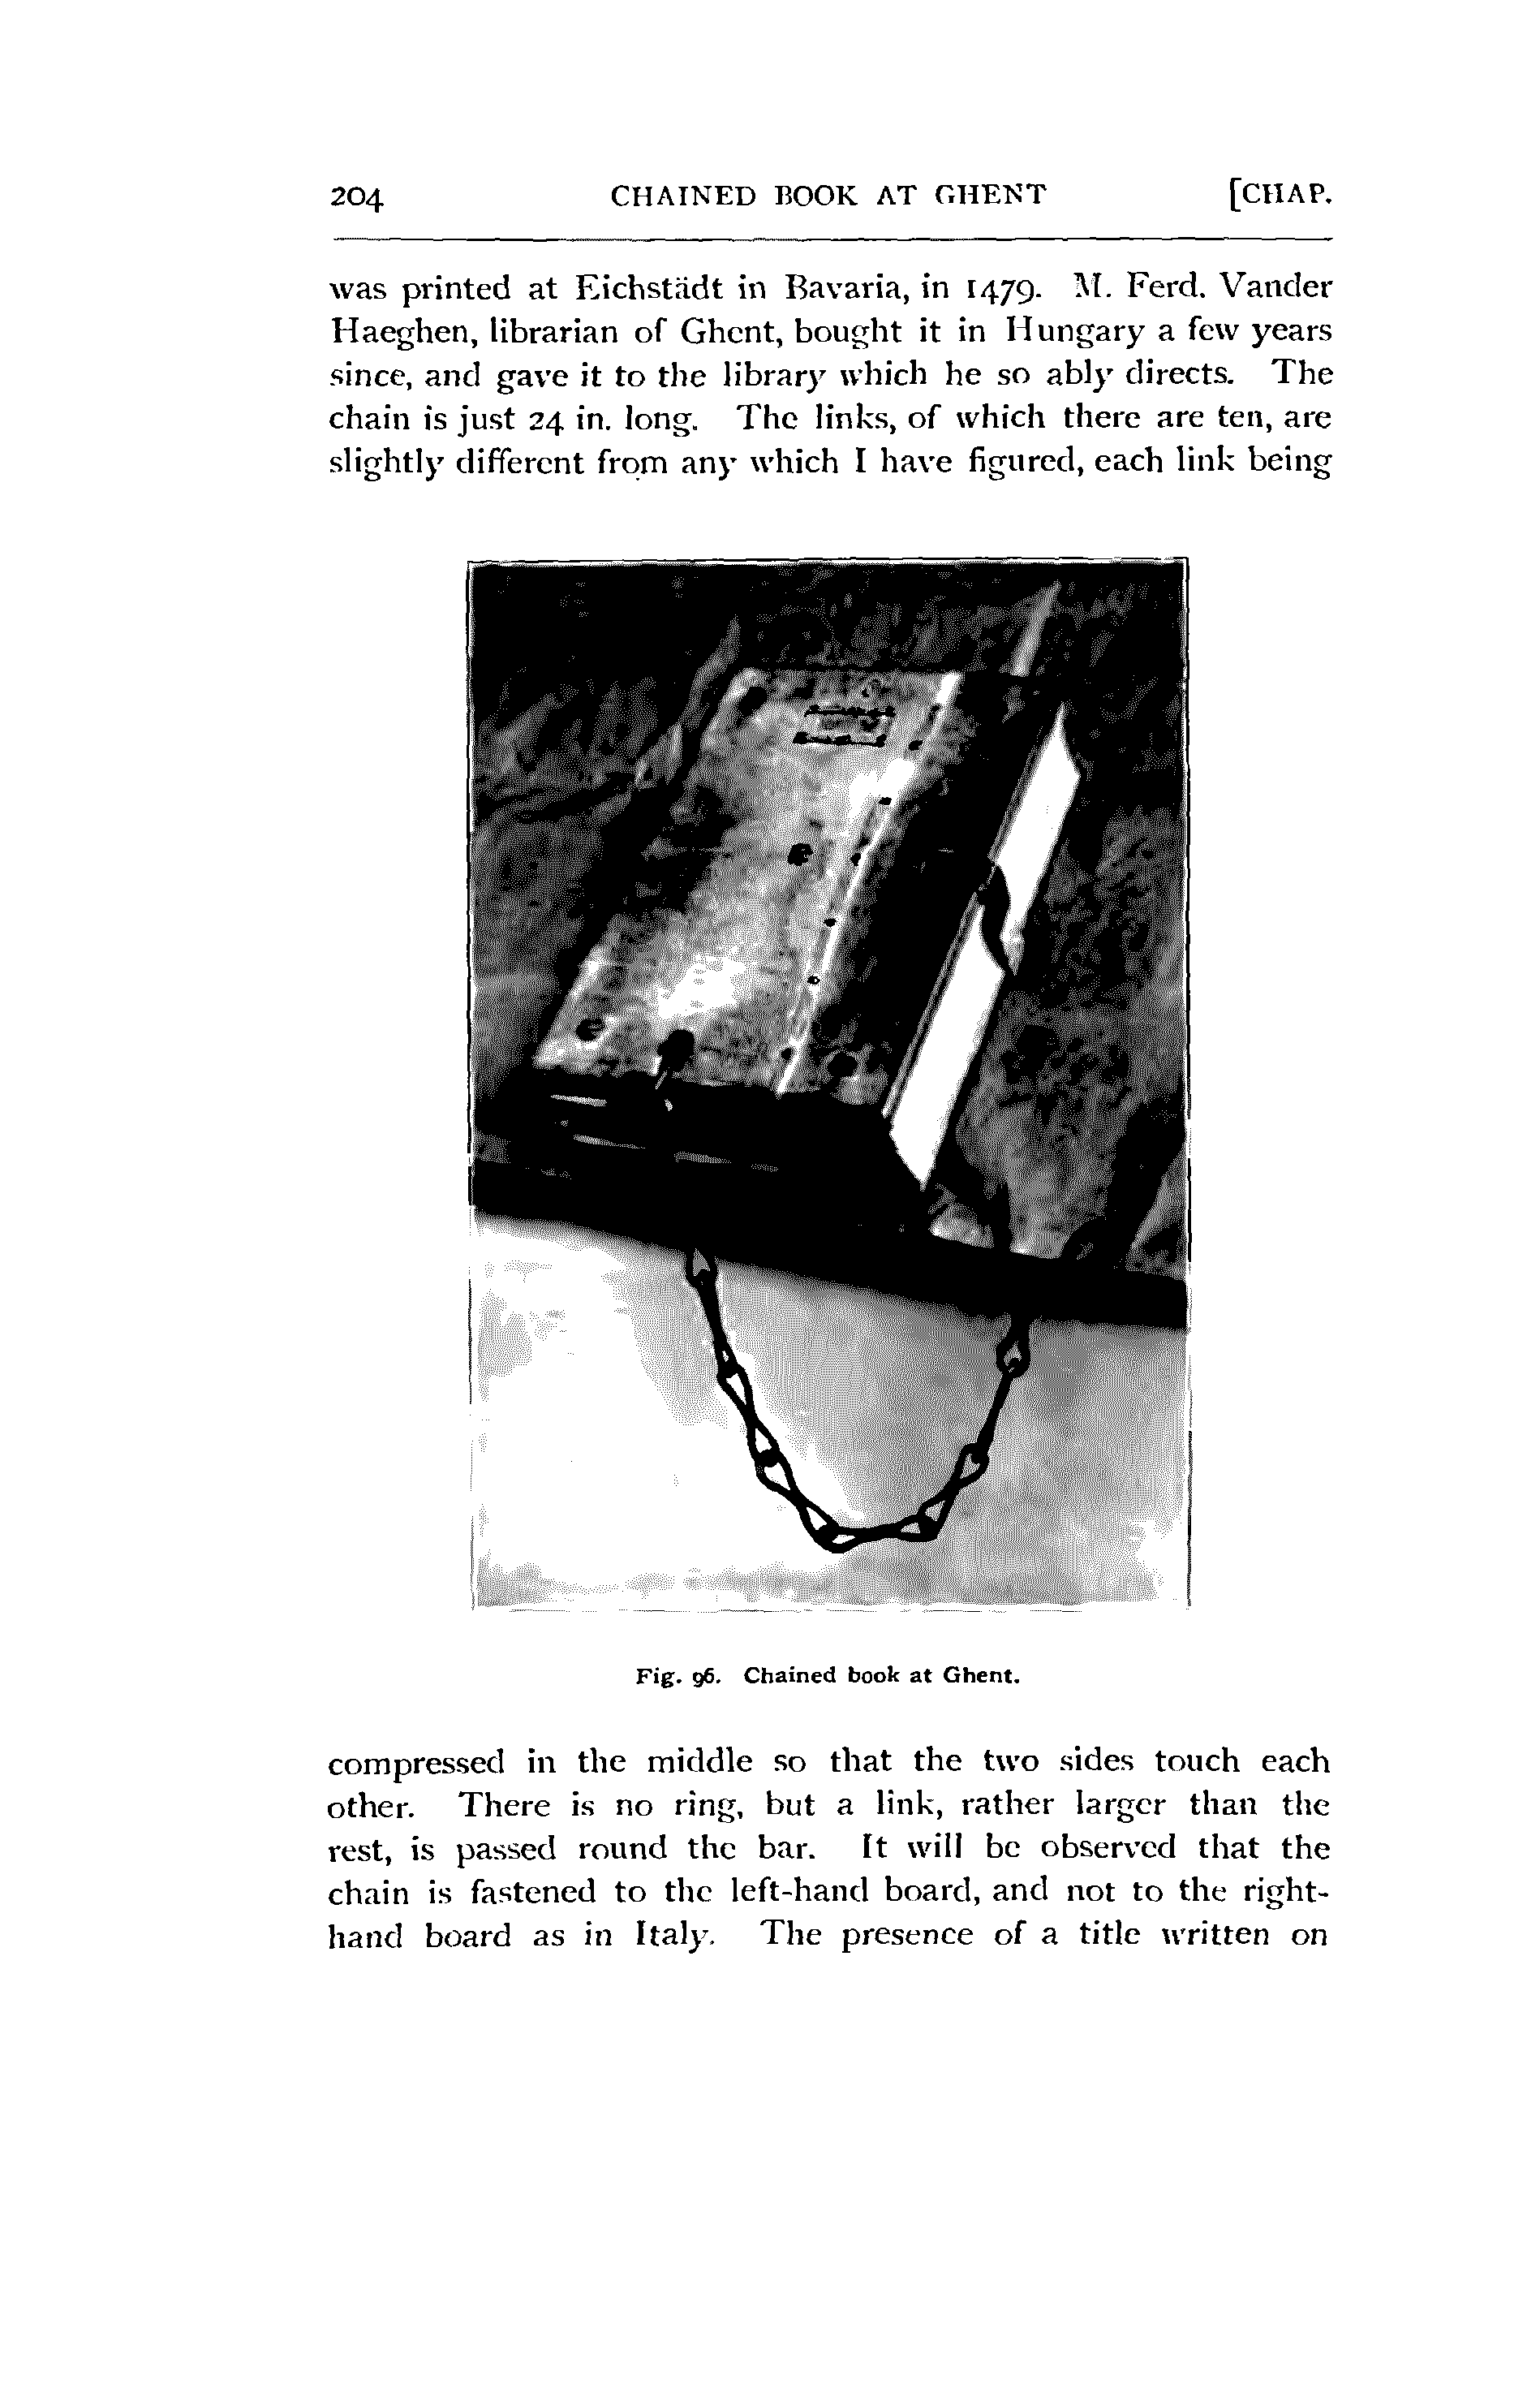 204 CHAINED BOOK AT GHENT [CHAP.
was printed at Eichstädt in Bavaria, in 1479. M. Ferd. Vander
Haeghen, librarian of Ghent, bought it in Hungary a few years
since, and gave it to the library which he so ably directs. The
chain is just 24 in. long. The links, of which there are ten, are
slightly different from any which I have figured, each link being
Fig. 96. Chained book at Ghent.
compressed in the middle so that the two sides touch each
other. There is no ring, but a link, rather larger than the
rest, is passed round the bar. It will be observed that the
chain is fastened to the left-hand board, and not to the right-
hand board as in Italy. The presence of a title written on